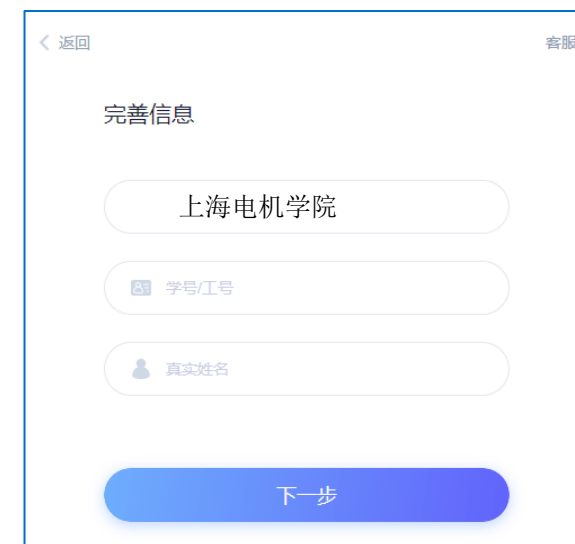 返回
客服
完善信息
上海电机学院
学号/工号
真实姓名
下一步